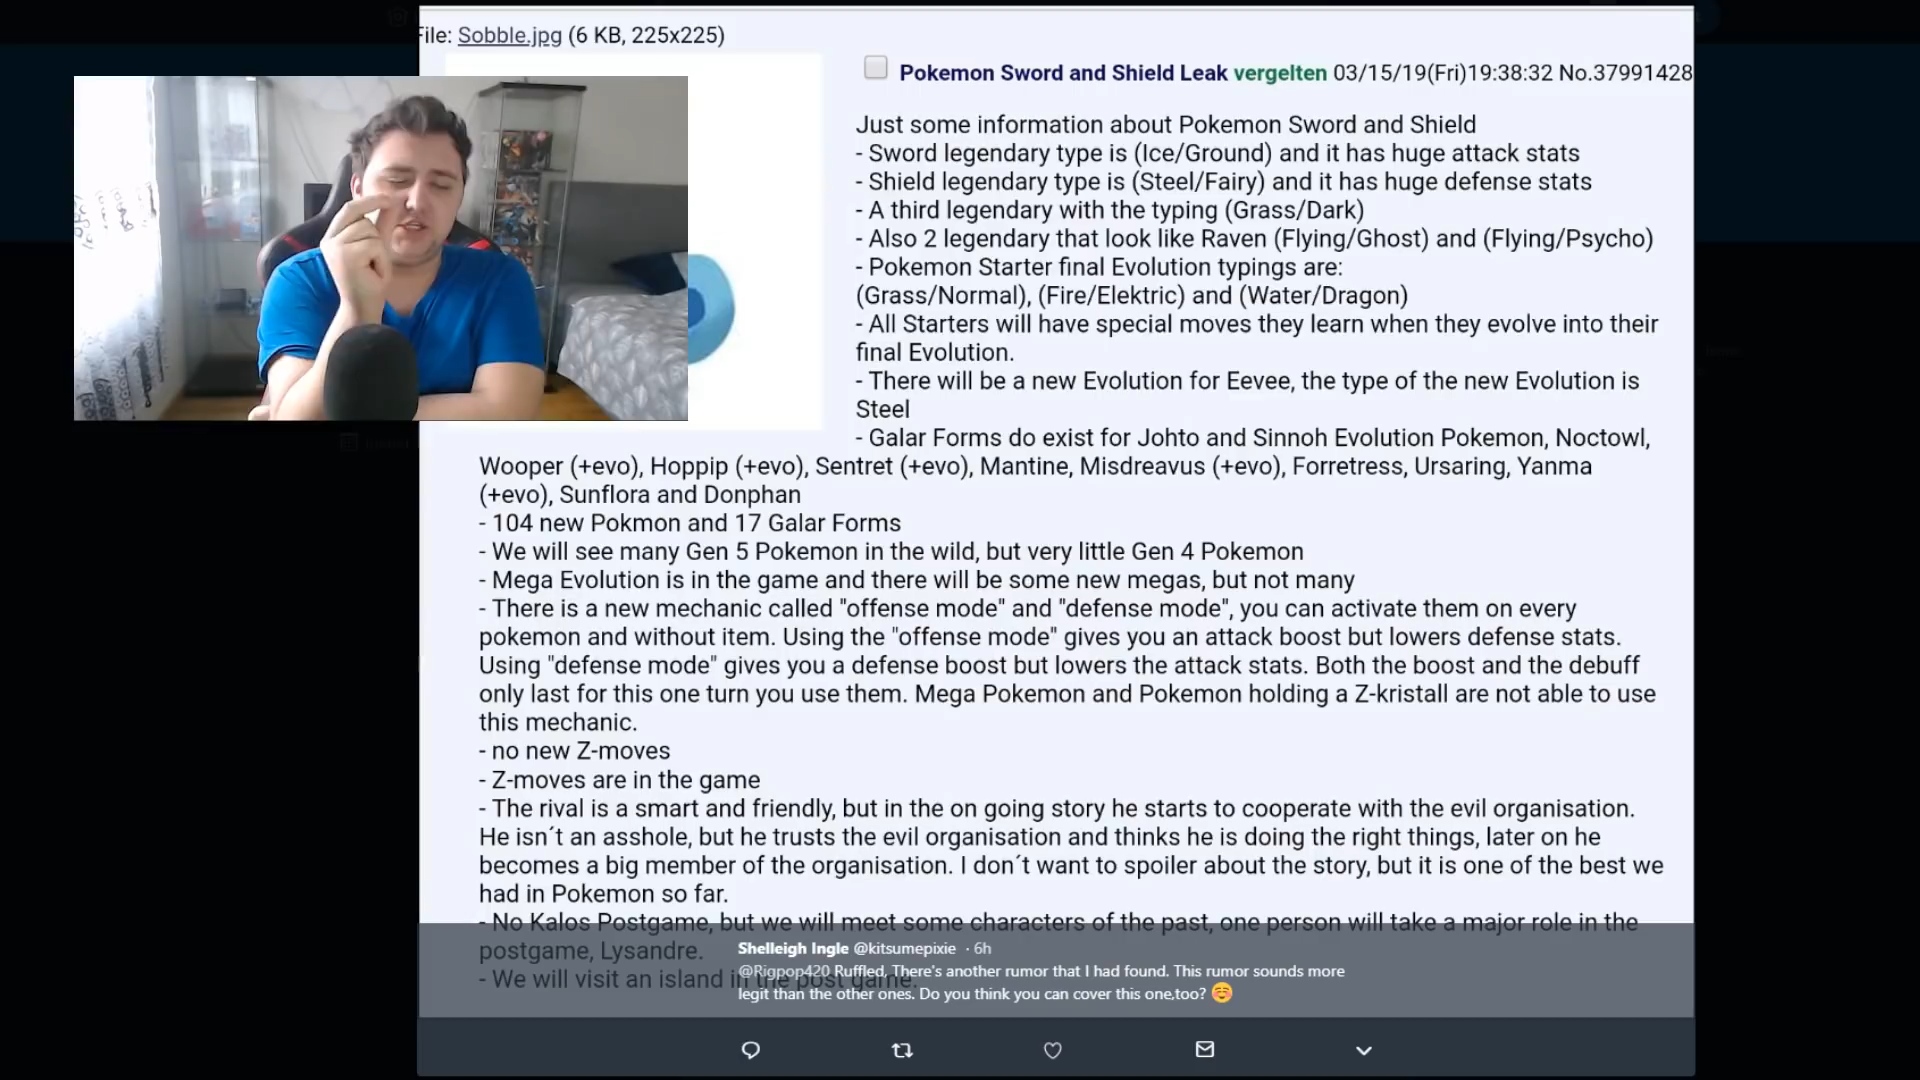 File: Sobble.jpg (6 KB, 225x225)
Pokemon Sword and Shield Leak vergelten 03/15/19(Fri)19:38:32 No.37991428
Just some information about Pokemon Sword and Shield
- Sword legendary type is (Ice/Ground) and it has huge attack stats
- Shield legendary type is (Steel/Fairy) and it has huge defense stats
- A third legendary with the typing (Grass/Dark)
- Also 2 legendary that look like Raven (Flying/Ghost) and (Flying/Psycho)
- Pokemon Starter final Evolution typings are:
(Grass/Normal), (Fire/Elektric) and (Water/Dragon)
- All Starters will have special moves they learn when they evolve into their
final Evolution.
- There will be a new Evolution for Eevee, the type of the new Evolution is
Steel
- Galar Forms do exist for Johto and Sinnoh Evolution Pokemon, Noctowl,
Wooper (+evo), Hoppip (+evo), Sentret (+evo), Mantine, Misdreavus (+evo), Forretress, Ursaring, Yanma
(+evo), Sunflora and Donphan
- 104 new Pokmon and 17 Galar Forms
- We will see many Gen 5 Pokemon in the wild, but very little Gen 4 Pokemon
- Mega Evolution is in the game and there will be some new megas, but not many
- There is a new mechanic called "offense mode" and "defense mode", you can activate them on every
pokemon and without item. Using the "offense mode" gives you an attack boost but lowers defense stats.
Using "defense mode" gives you a defense boost but lowers the attack stats. Both the boost and the debuff
only last for this one turn you use them. Mega Pokemon and Pokemon holding a Z-kristall are not able to use
this mechanic.
- no new Z-moves
- Z-moves are in the game
- The rival is a smart and friendly, but in the on going story he starts to cooperate with the evil organisation.
He isn´t an asshole, but he trusts the evil organisation and thinks he is doing the right things, later on he
becomes a big member of the organisation. I don´t want to spoiler about the story, but it is one of the best we
had in Pokemon so far.
- No Kalos Postgame, but we will meet some characters of the past, one person will take a major role in the
postgame, Lysandre.
- We will visit an island in the post game.
Shelleigh Ingle @kitsumepixie · 6h
@Rigpop420 Ruffled, There's another rumor that I had found. This rumor sounds more
legit than the other ones. Do you think you can cover this one,too? ☺️